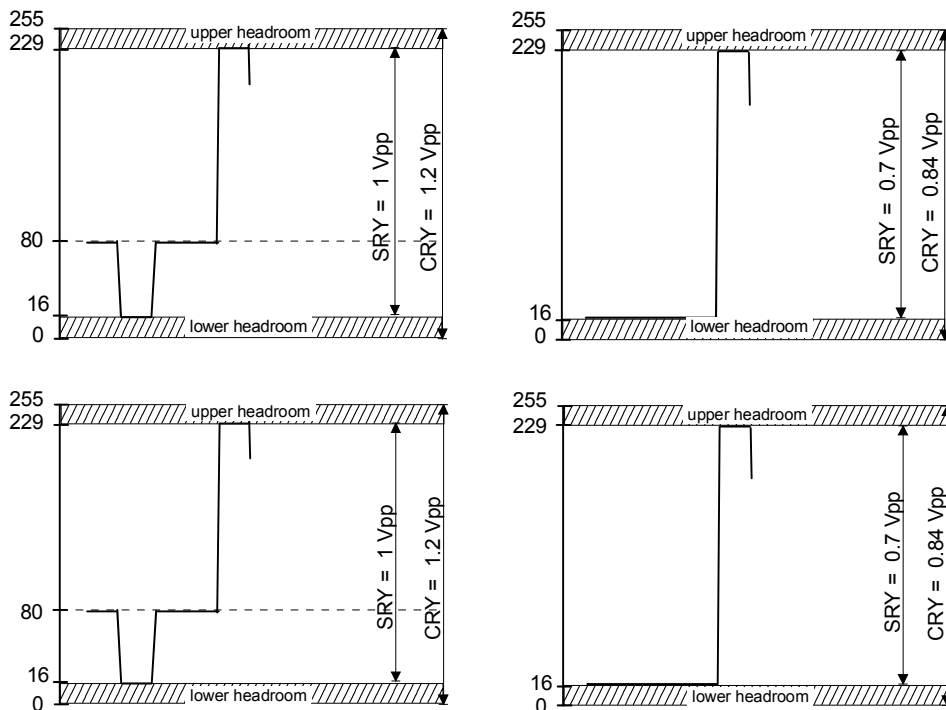 255
229
upper headroom
SRY = 1 Vpp
CRY = 1.2 Vpp
80
16
0
lower headroom
255
229
upper headroom
SRY = 0.7 Vpp
CRY = 0.84 Vpp
16
0
lower headroom
255
229
upper headroom
SRY = 1 Vpp
CRY = 1.2 Vpp
80
16
0
lower headroom
255
229
upper headroom
SRY = 0.7 Vpp
CRY = 0.84 Vpp
16
0
lower headroom